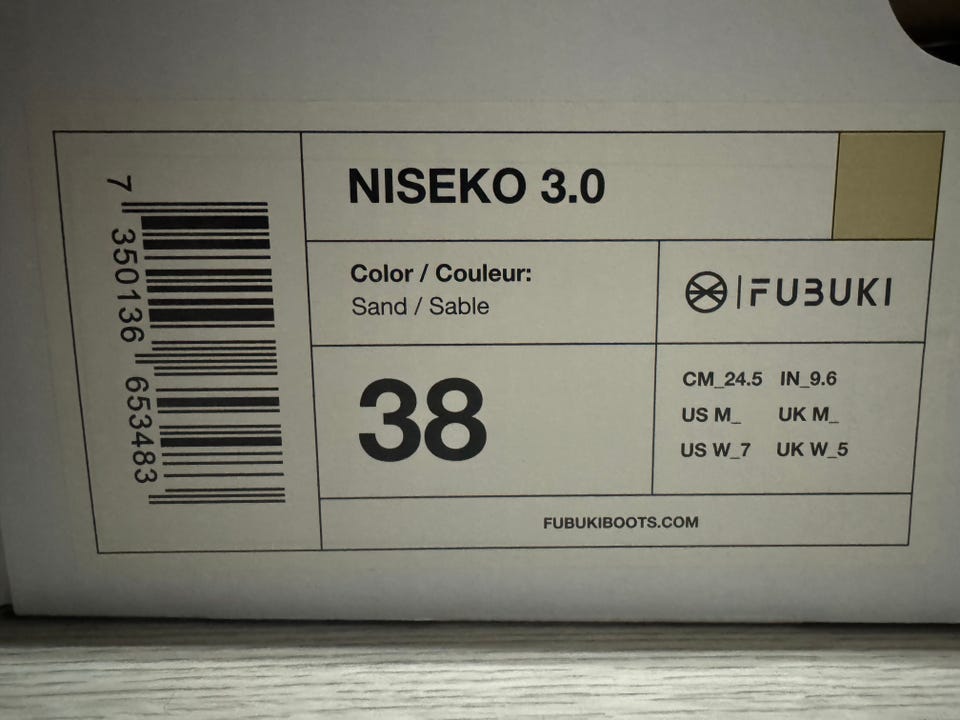 7 350136 653483
NISEKO 3.0
Color / Couleur:
Sand / Sable
FUBUKI
38
CM_24.5 IN_9.6
US M_ UK M_
US W_7 UK W_5
FUBUKIBOOTS.COM